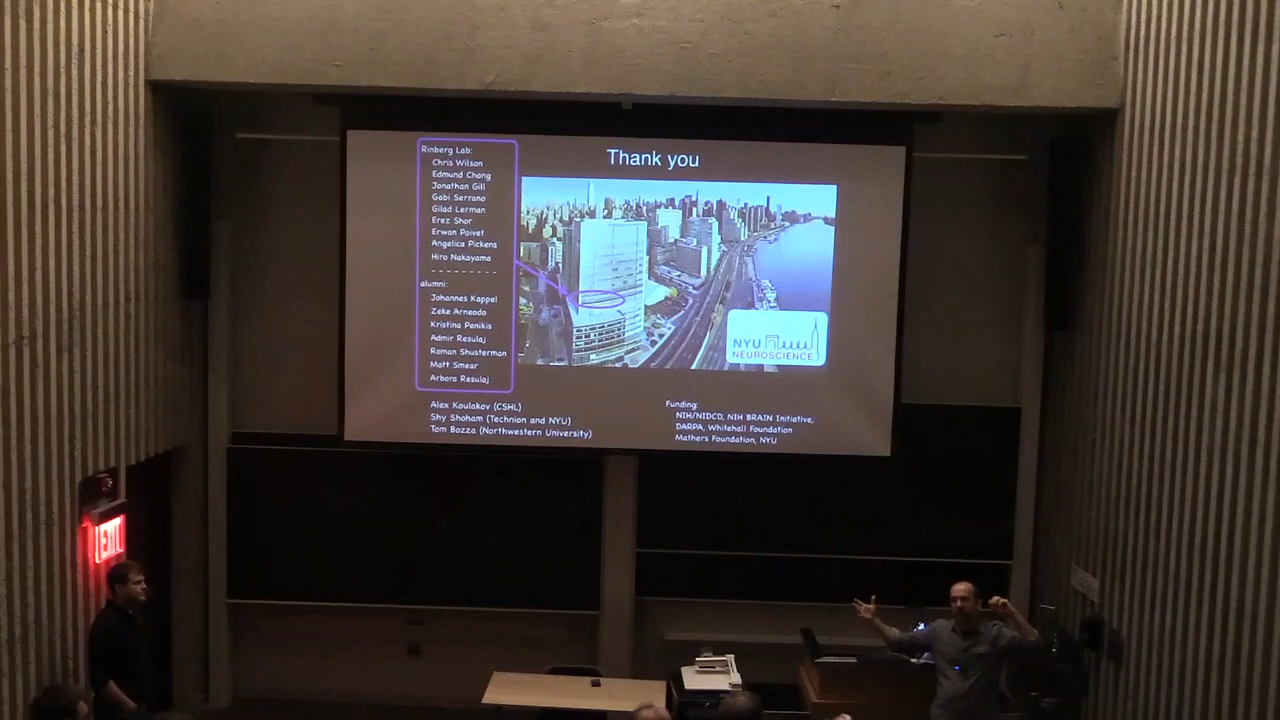 Thank you
Rinberg Lab:
Chris Wilson
Edmund Chong
Jonathan Gill
Gabi Serrano
Gilad Lerman
Erez Shor
Erwan Poivet
Angelica Pickens
Hiro Nakayama
- - - - - - - -
alumni:
Johannes Kappel
Zeke Arneodo
Kristina Penikis
Admir Resulaj
Roman Shusterman
Matt Smear
Arbora Resulaj
NYU
NEUROSCIENCE
Alex Koulakov (CSHL)
Shy Shoham (Technion and NYU)
Tom Bozza (Northwestern University)
Funding:
NIH/NIDCD, NIH BRAIN Initiative,
DARPA, Whitehall Foundation
Mathers Foundation, NYU
EXIT